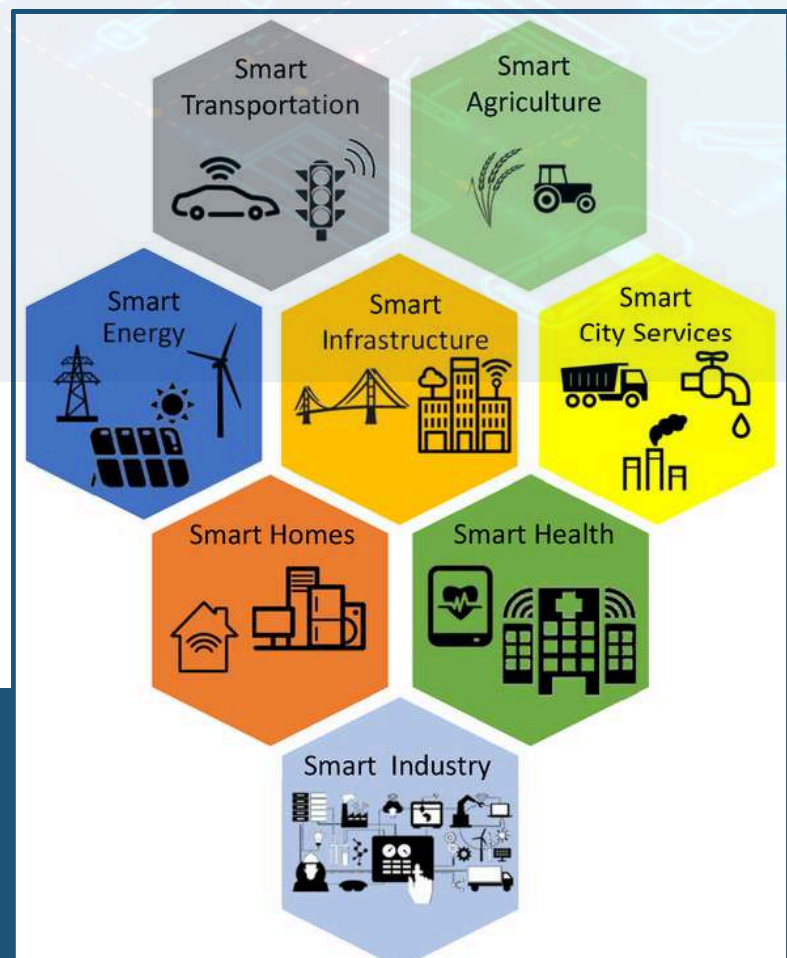 Smart
Transportation
Smart
Agriculture
Smart
Energy
Smart
Infrastructure
Smart
City Services
Smart Homes
Smart Health
Smart Industry